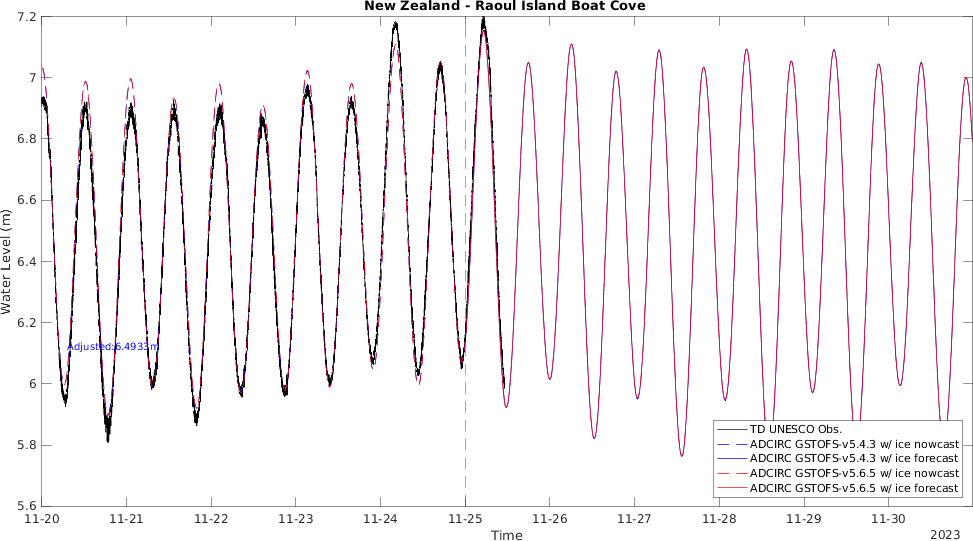 New Zealand - Raoul Island Boat Cove
7.2
7
6.8
6.6
6.4
6.2
6
5.8
5.6
Water Level (m)
Adjusted:6.4933m
TD UNESCO Obs.
ADCIRC GSTOFS-v5.4.3 w/ ice nowcast
ADCIRC GSTOFS-v5.4.3 w/ ice forecast
ADCIRC GSTOFS-v5.6.5 w/ ice nowcast
ADCIRC GSTOFS-v5.6.5 w/ ice forecast
11-20 11-21 11-22 11-23 11-24 11-25 11-26 11-27 11-28 11-29 11-30
Time
2023